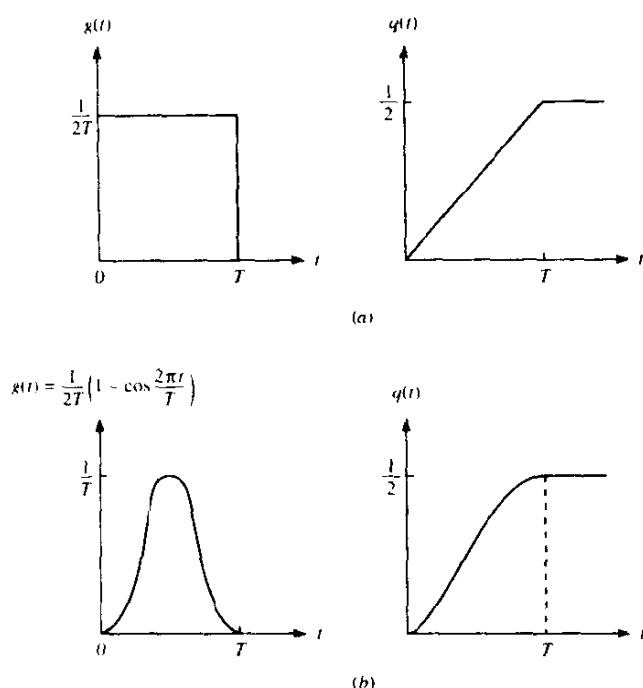 g(t) q(t)
1/2T
1/2
0 T t
T t
(a)
g(t) = 1/2T (1 - cos 2πt/T)
q(t)
1/T
1/2
0 T t
T t
(b)